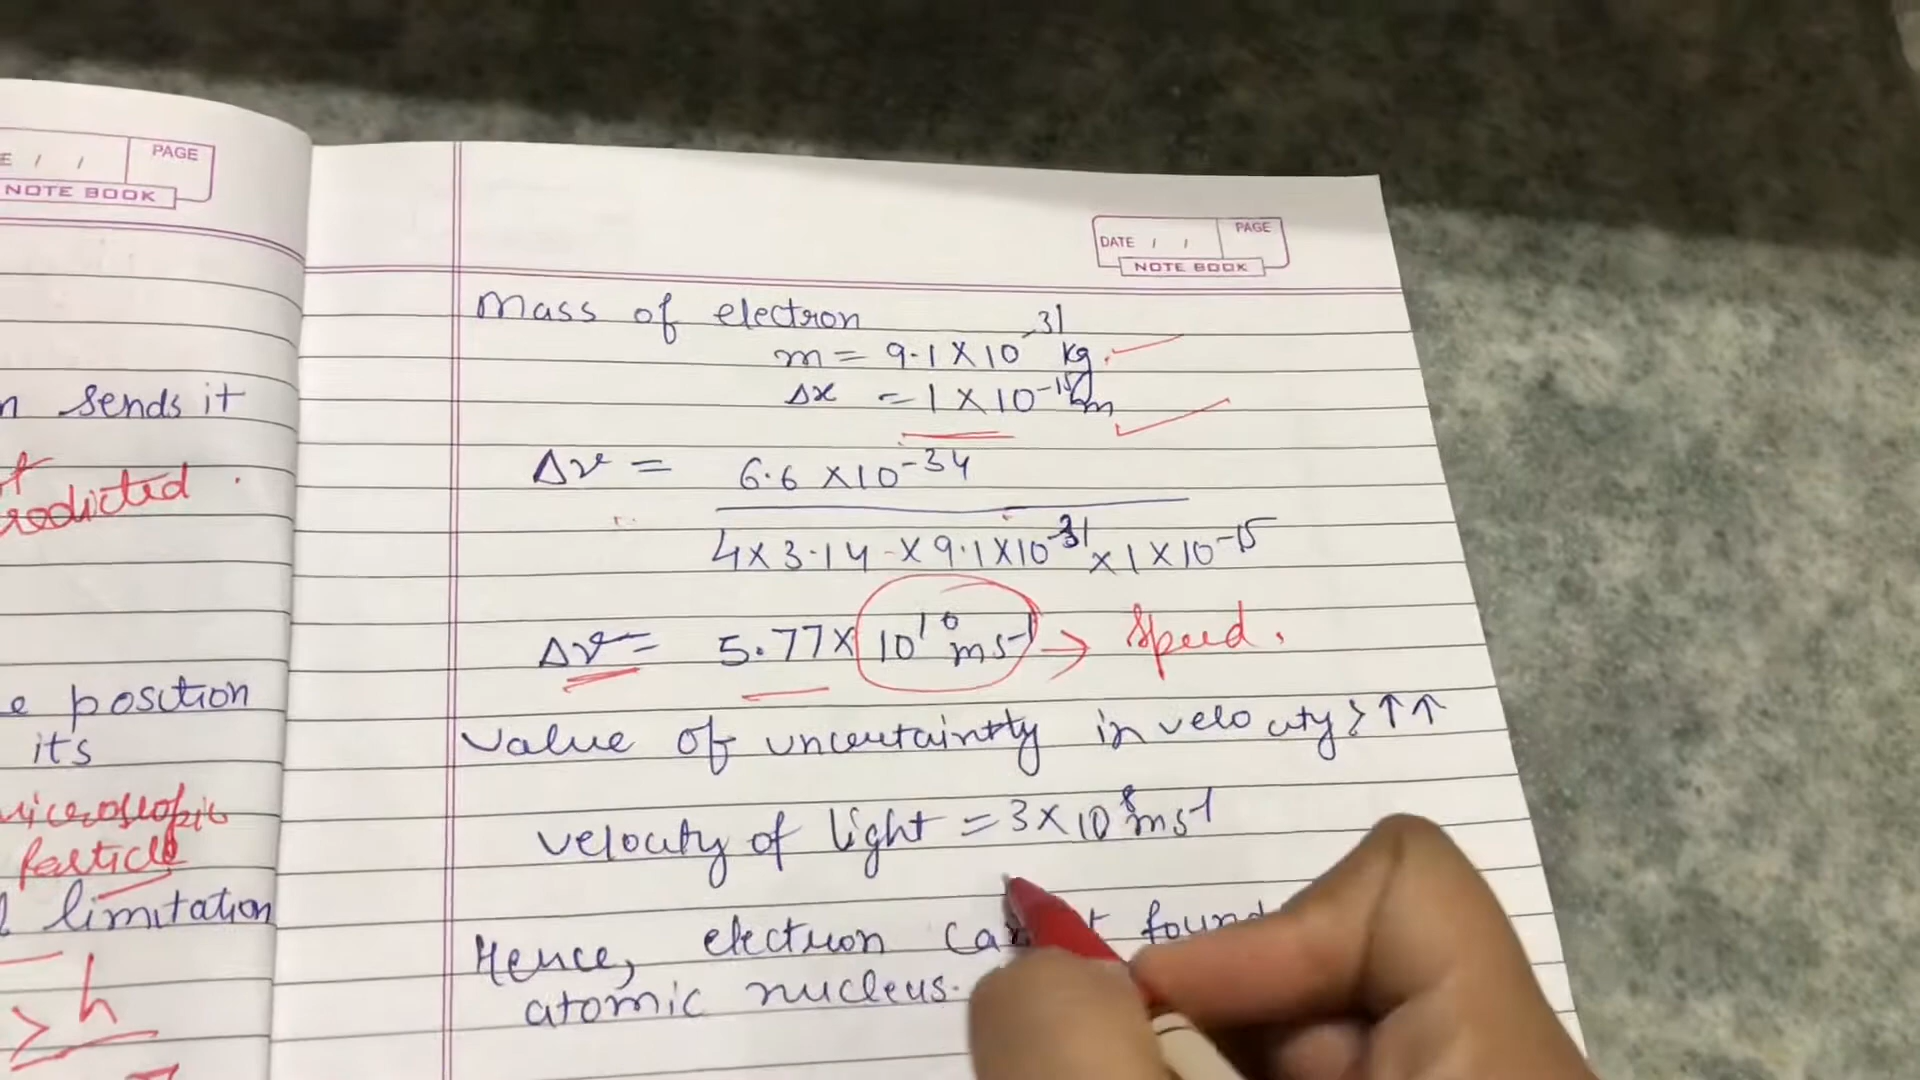 E / / PAGE
NOTE BOOK
sends it
redicted.
position
its
microscopic
particle
limitation
> h
DATE / / PAGE
NOTE BOOK
Mass of electron
m = 9.1 X 10-31 kg.
Δx = 1 X 10-15 m
Δv = 6.6 X 10-34
4 X 3.14 X 9.1 X 10-31 X 1 X 10-15
Δv = 5.77 X 1010 ms-1 → Speed.
Value of uncertainty in velocity > ↑↑
velocity of light = 3 X 108 ms-1
Hence, electron found
atomic nucleus.